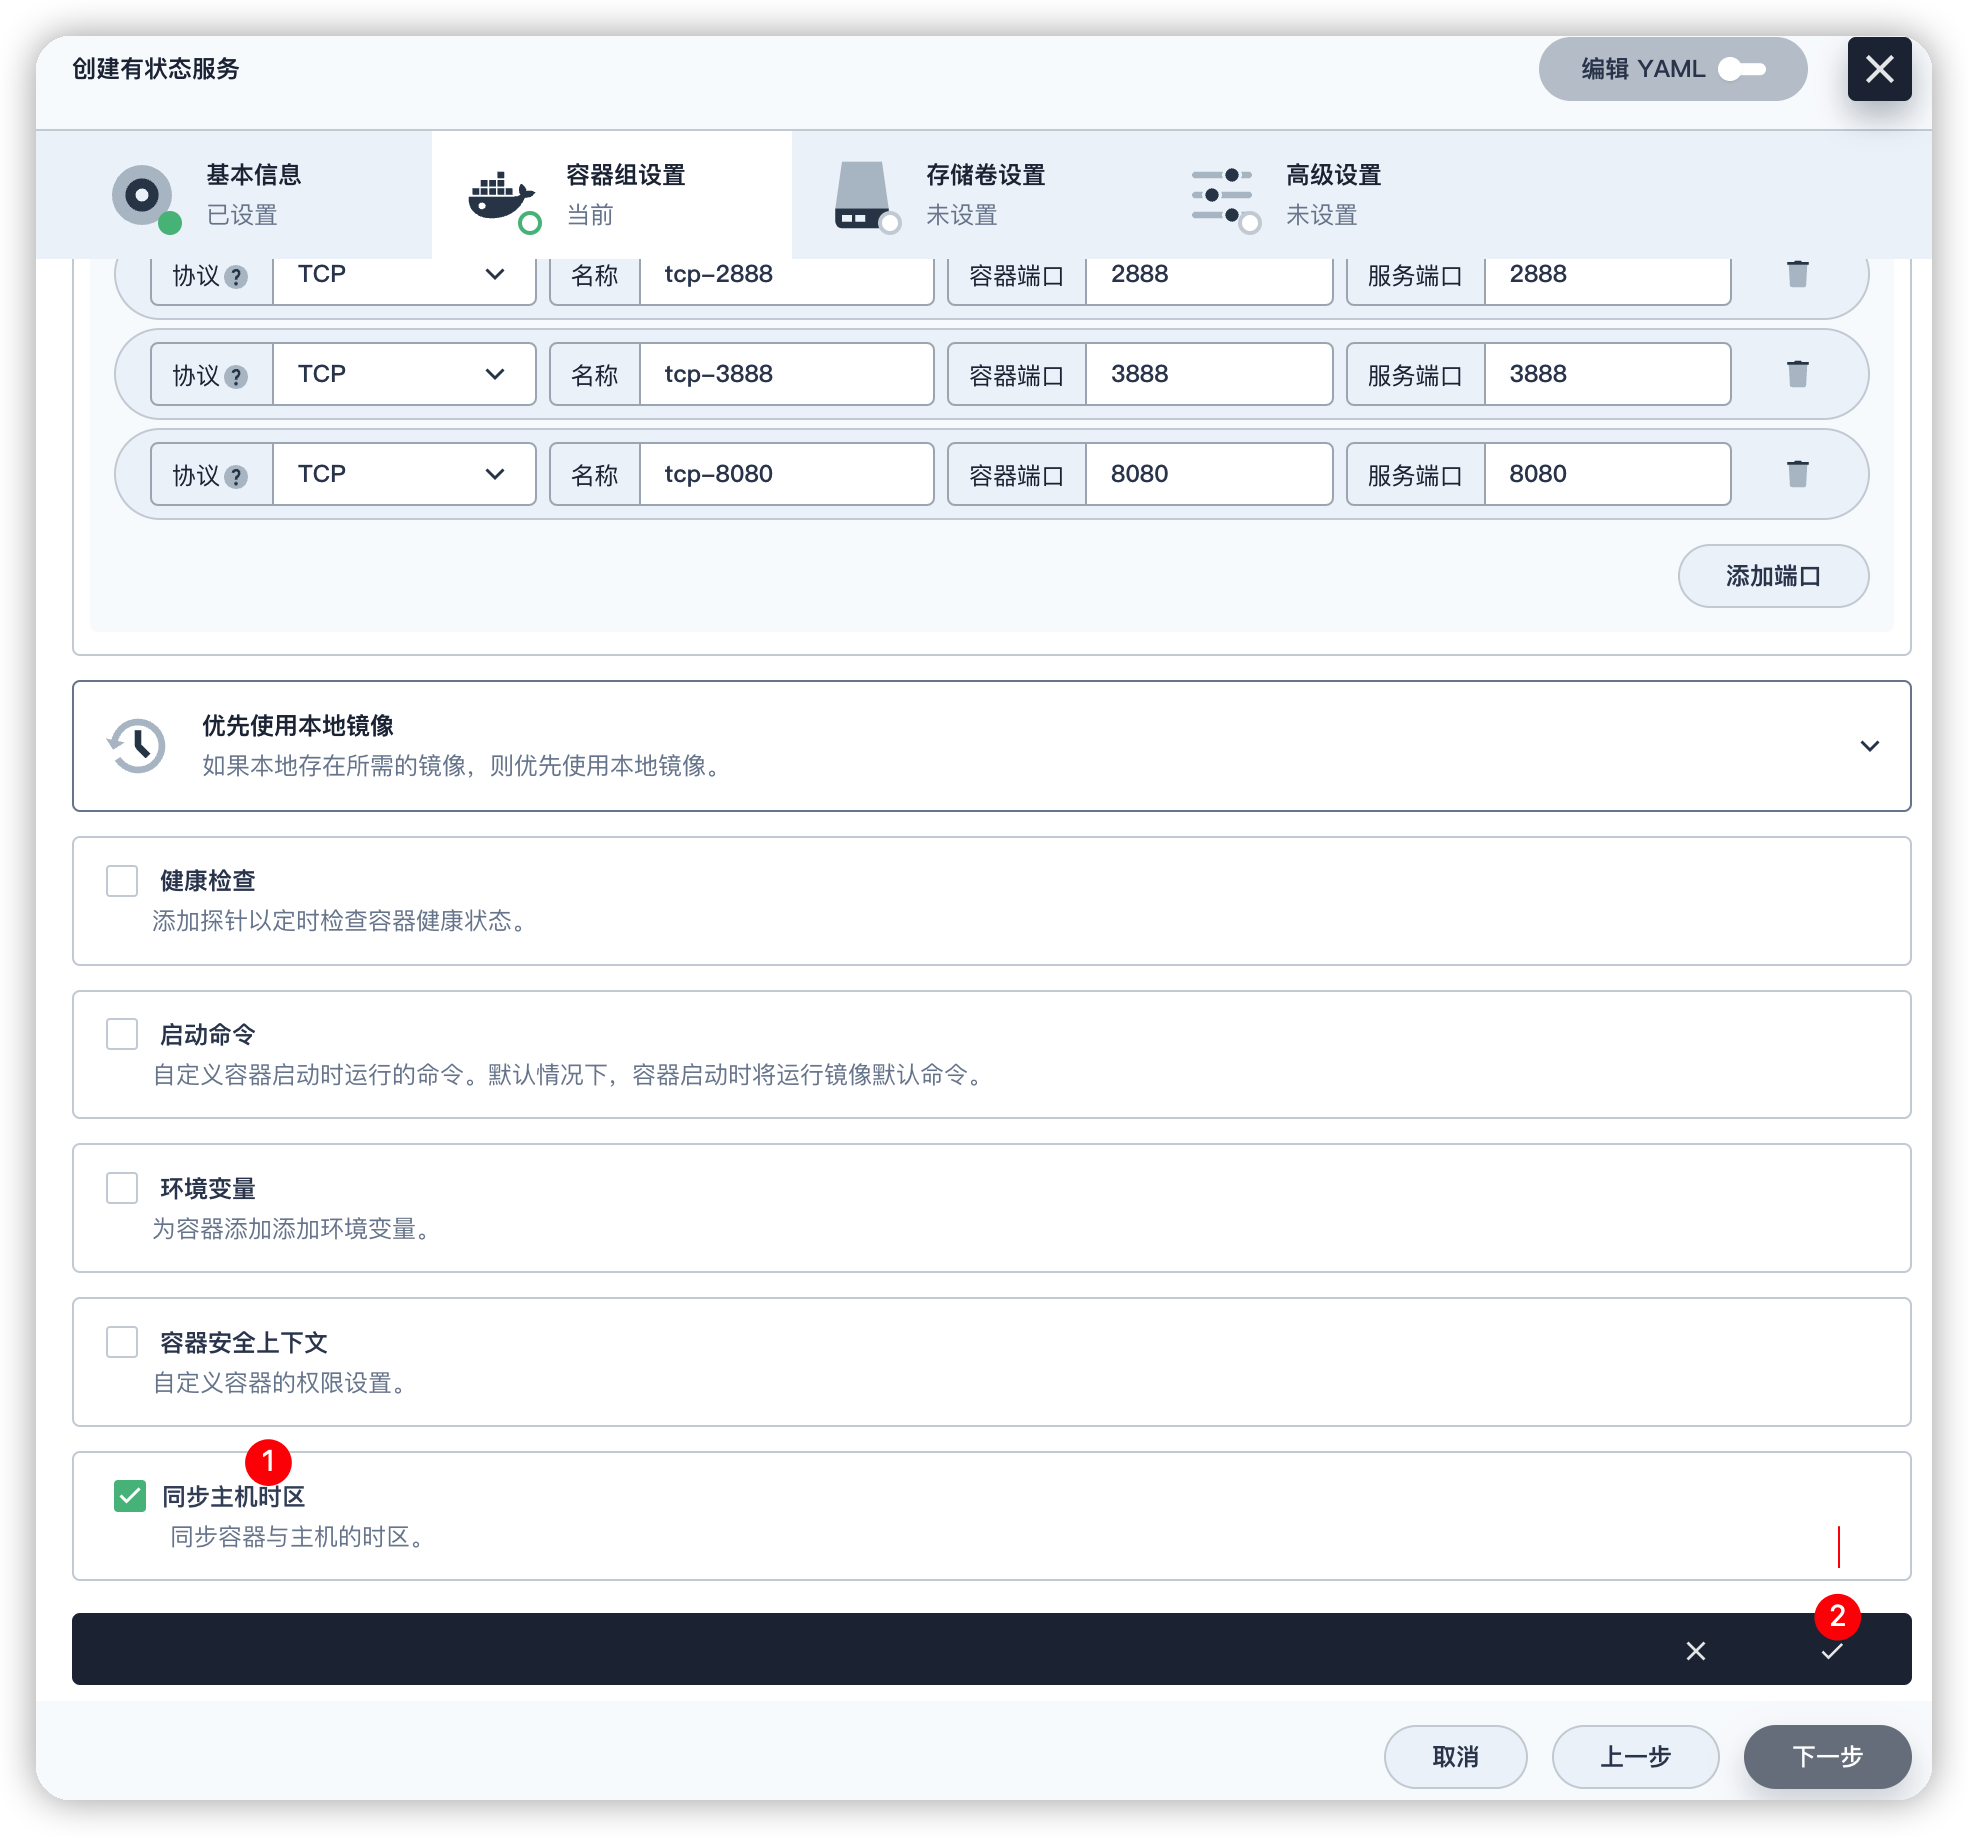 创建有状态服务
编辑 YAML
基本信息
已设置
容器组设置
当前
存储卷设置
未设置
高级设置
未设置
协议 ? TCP 名称 tcp-2888 容器端口 2888 服务端口 2888
协议 ? TCP 名称 tcp-3888 容器端口 3888 服务端口 3888
协议 ? TCP 名称 tcp-8080 容器端口 8080 服务端口 8080
添加端口
优先使用本地镜像
如果本地存在所需的镜像，则优先使用本地镜像。
健康检查
添加探针以定时检查容器健康状态。
启动命令
自定义容器启动时运行的命令。默认情况下，容器启动时将运行镜像默认命令。
环境变量
为容器添加添加环境变量。
容器安全上下文
自定义容器的权限设置。
1
同步主机时区
同步容器与主机的时区。
2
取消 上一步 下一步